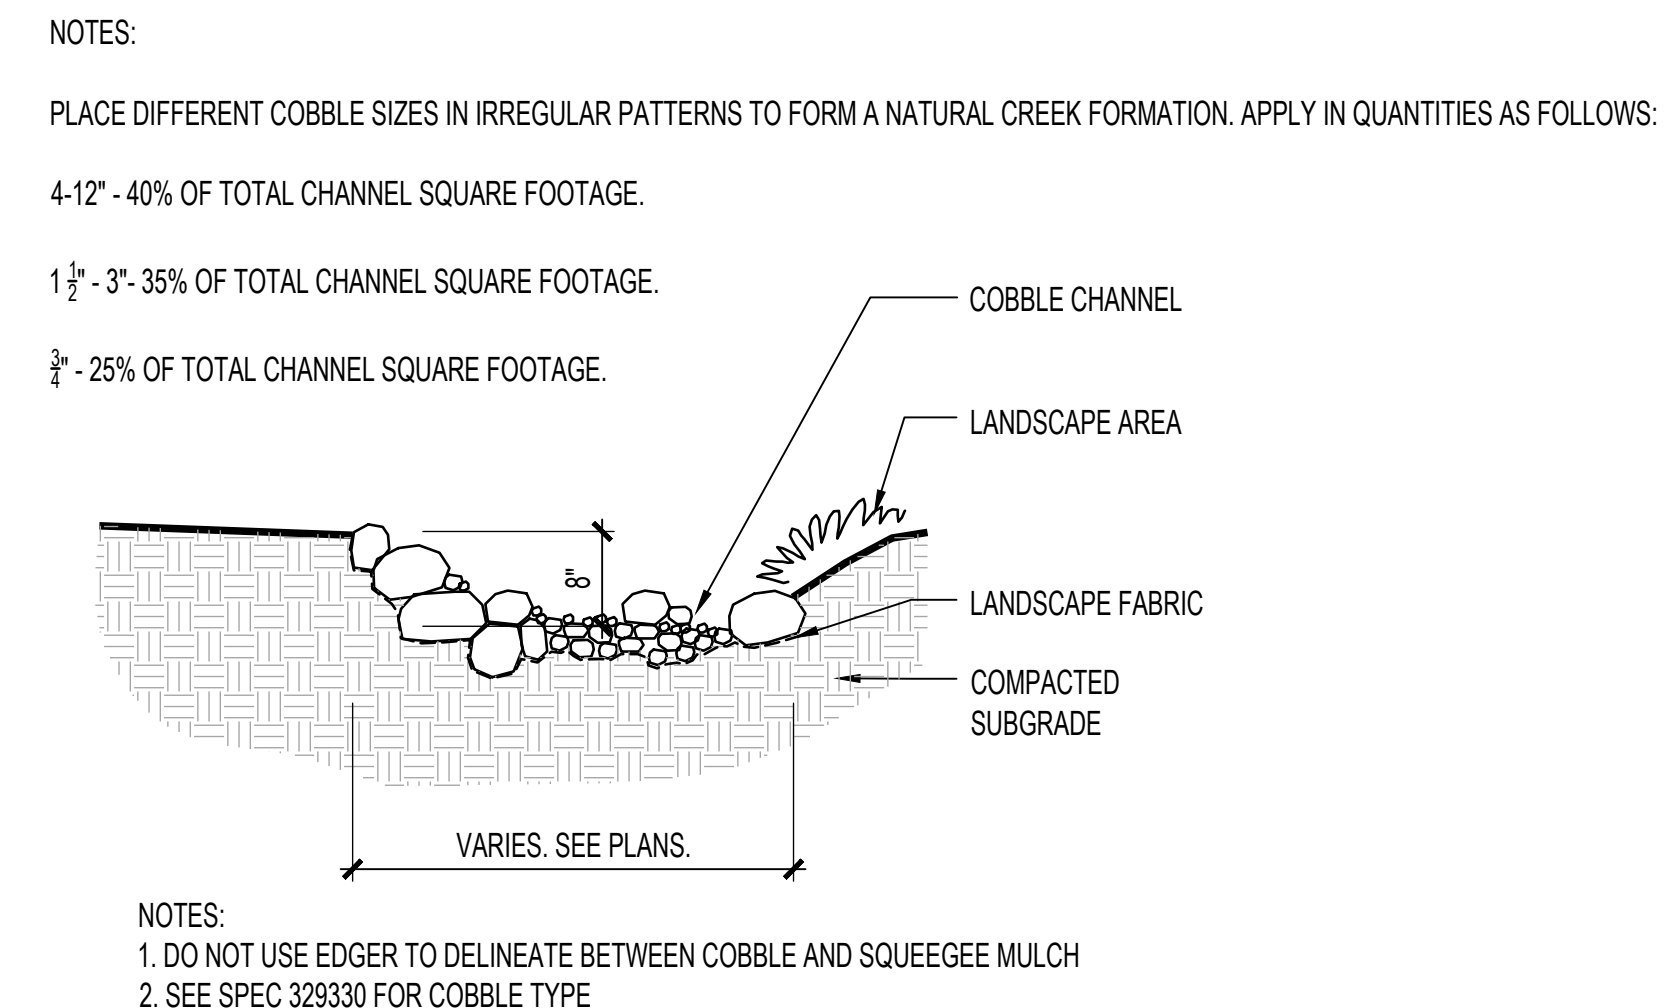 NOTES:
PLACE DIFFERENT COBBLE SIZES IN IRREGULAR PATTERNS TO FORM A NATURAL CREEK FORMATION. APPLY IN QUANTITIES AS FOLLOWS:
4-12" - 40% OF TOTAL CHANNEL SQUARE FOOTAGE.
1 1/2" - 3"- 35% OF TOTAL CHANNEL SQUARE FOOTAGE.
3/4" - 25% OF TOTAL CHANNEL SQUARE FOOTAGE.
COBBLE CHANNEL
LANDSCAPE AREA
8"
LANDSCAPE FABRIC
COMPACTED
SUBGRADE
VARIES. SEE PLANS.
NOTES:
1. DO NOT USE EDGER TO DELINEATE BETWEEN COBBLE AND SQUEEGEE MULCH
2. SEE SPEC 329330 FOR COBBLE TYPE